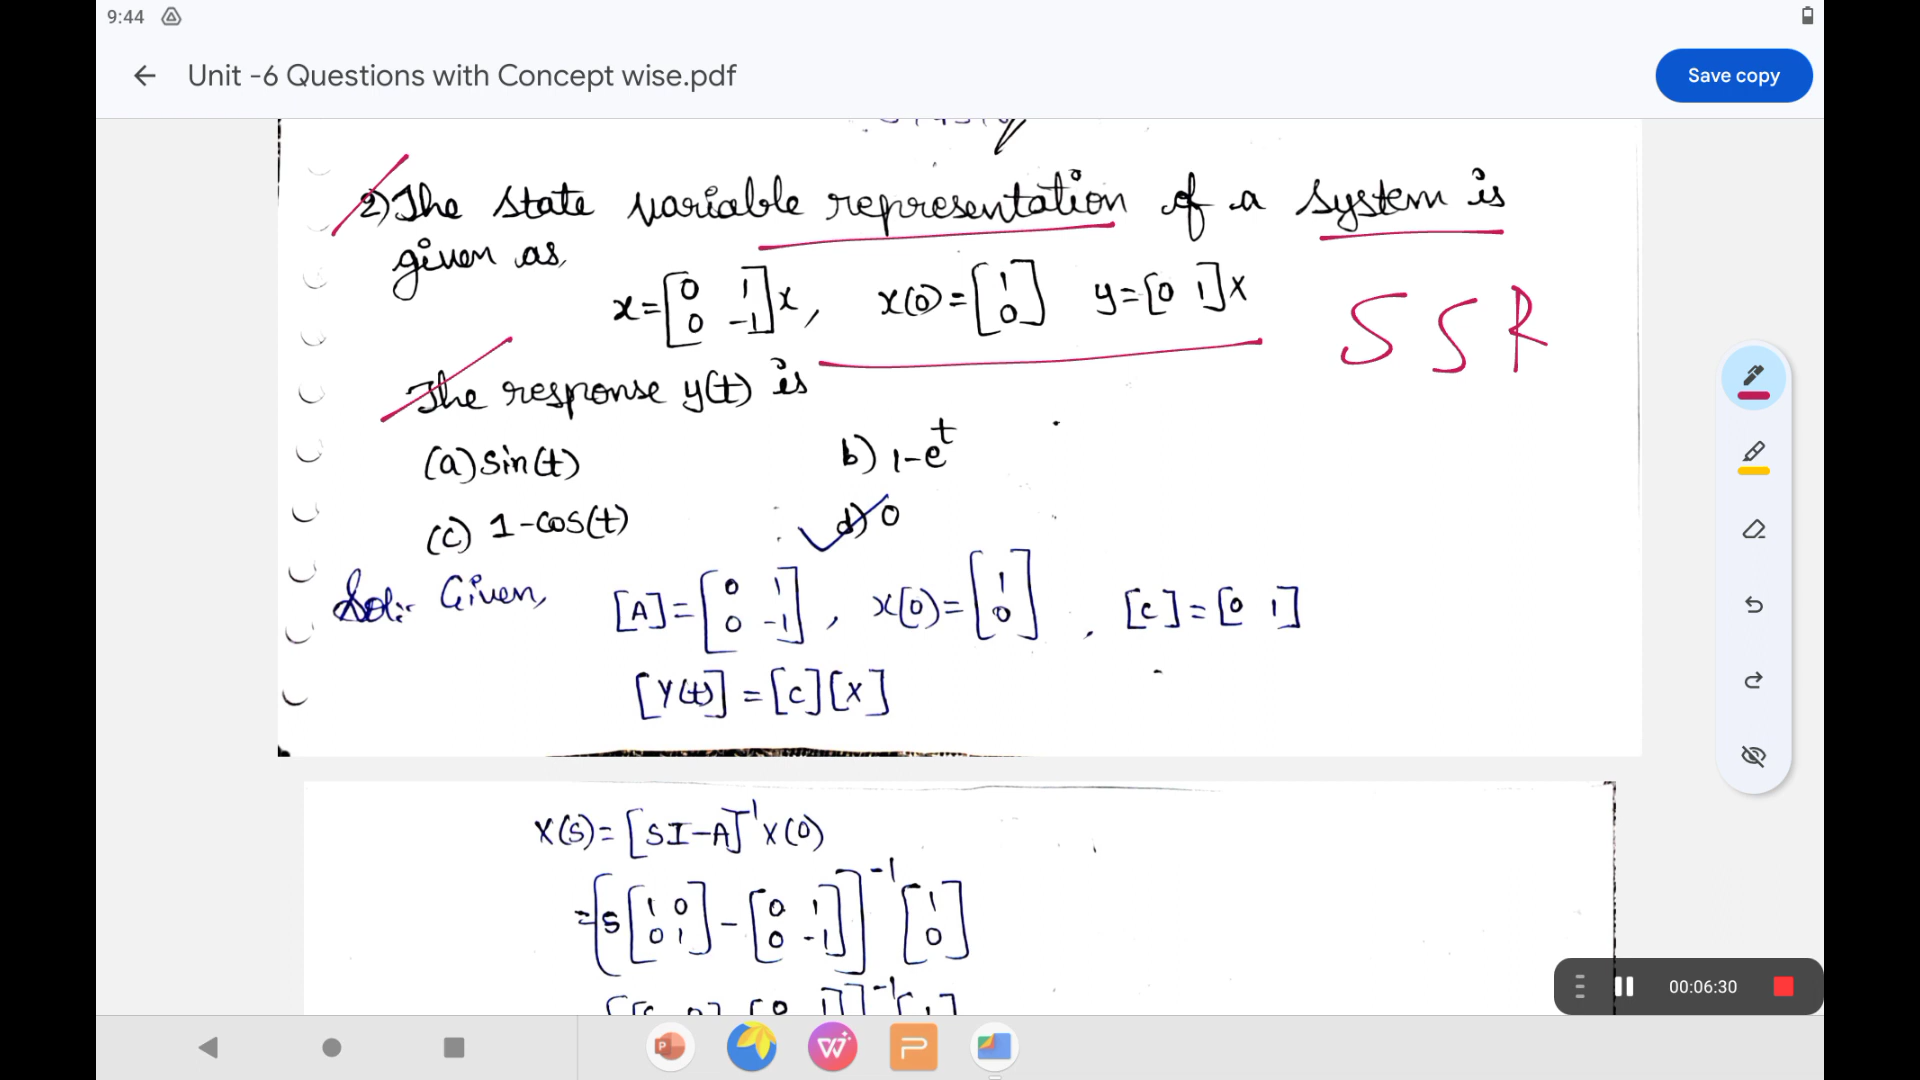 9:44
Unit -6 Questions with Concept wise.pdf
Save copy
2) The state variable representation of a system is
given as,
x = [0 1 0 -1] x, x(0) = [1 0] y = [0 1] x
SSR
The response y(t) is
(a) sin(t) b) 1-e^t
(c) 1-cos(t) d) 0
Sol:- Given, [A] = [0 1 0 -1], x[0] = [1 0], [c] = [0 1]
[Y(t)] = [c][x]
X(s) = [SI-A]^-1 X(0)
= [s[1 0 0 1] - [0 1 0 -1]]^-1 [1 0]
00:06:30